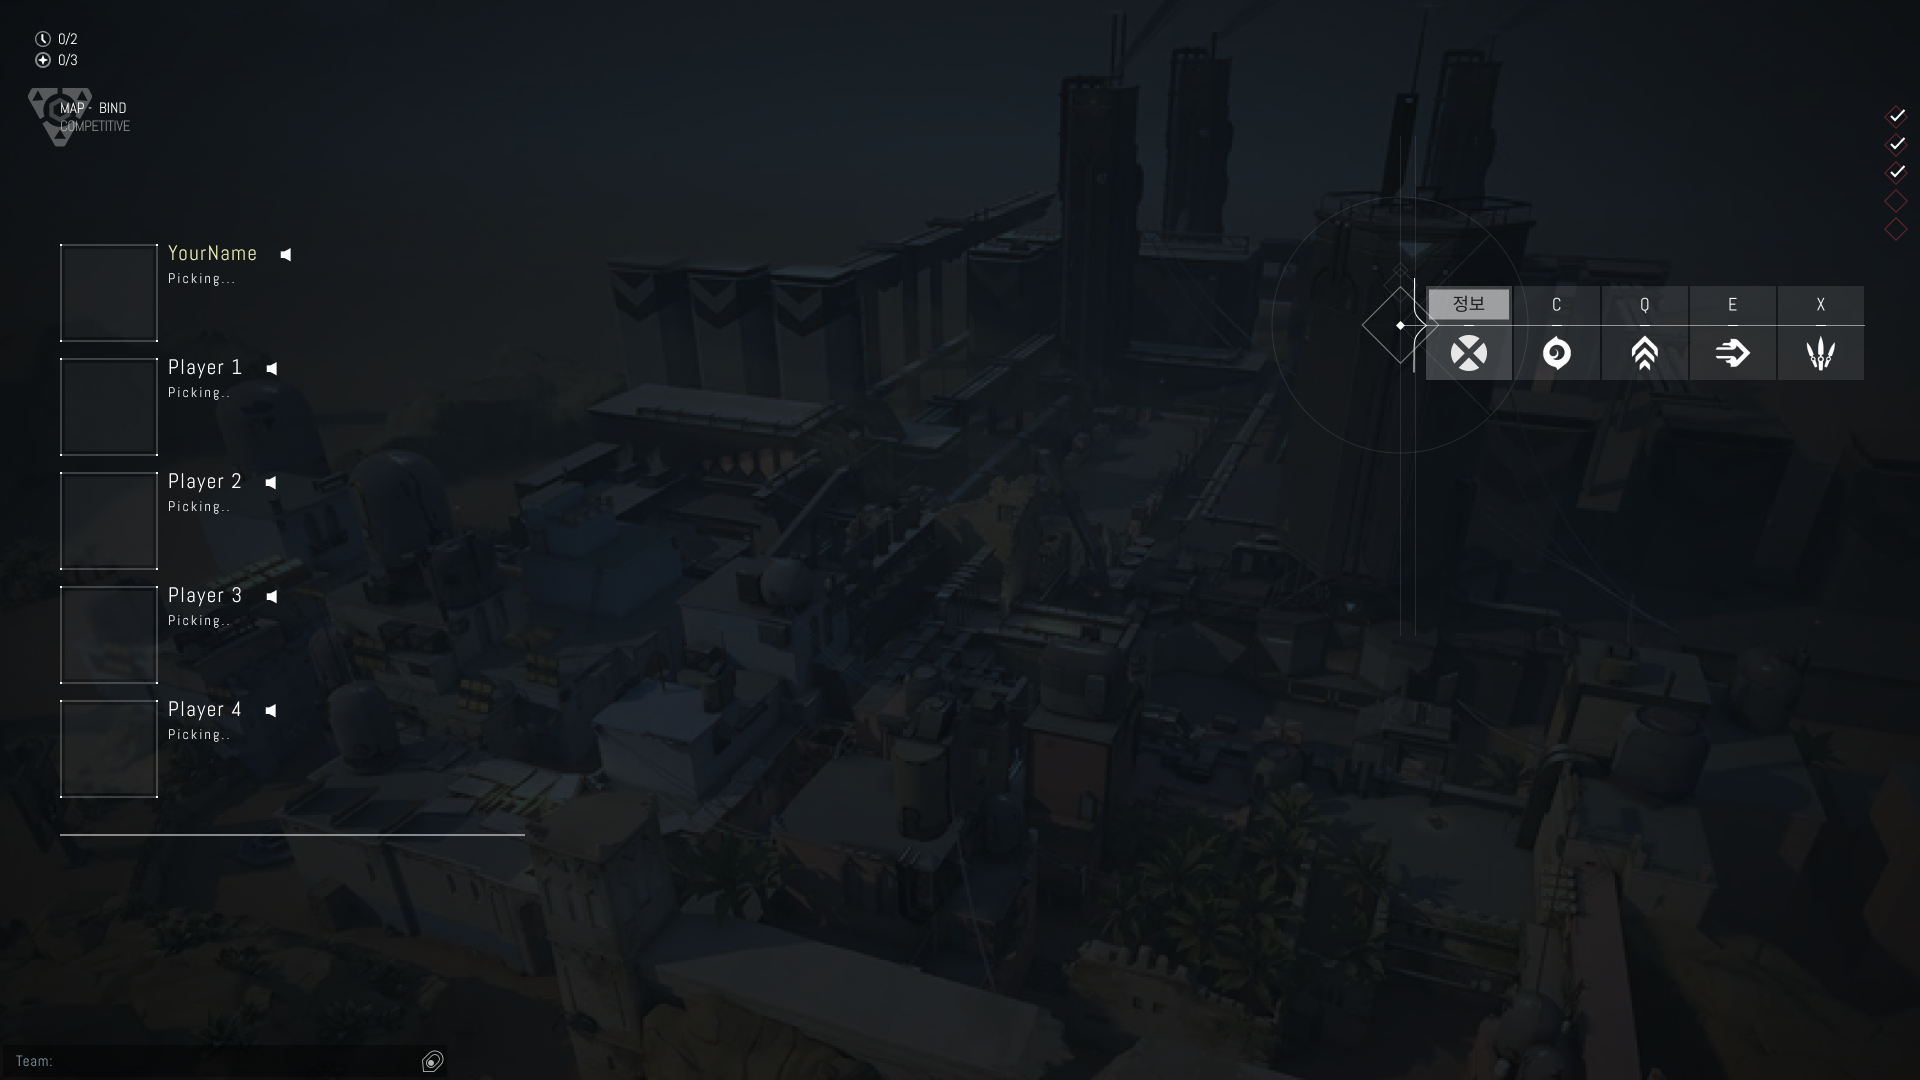 0/2
0/3
MAP - BIND
COMPETITIVE
YourName
Picking...
Player 1
Picking..
Player 2
Picking..
Player 3
Picking..
Player 4
Picking..
정보 C Q E X
Team: